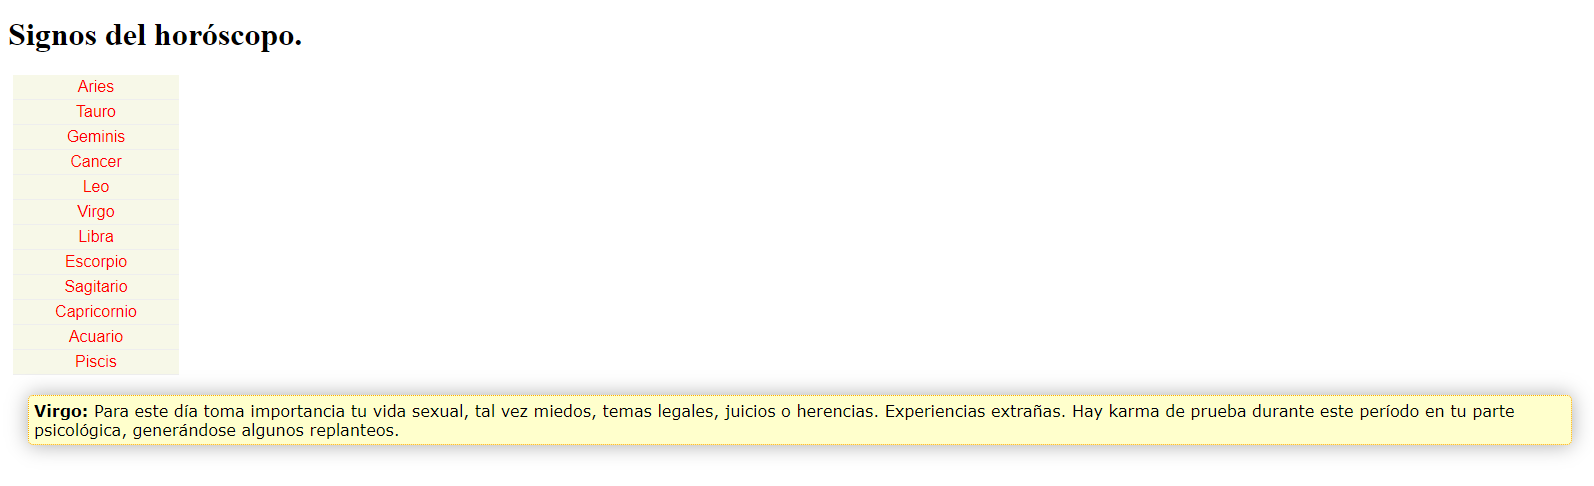 Signos del horóscopo.
Aries
Tauro
Geminis
Cancer
Leo
Virgo
Libra
Escorpio
Sagitario
Capricornio
Acuario
Piscis
Virgo: Para este día toma importancia tu vida sexual, tal vez miedos, temas legales, juicios o herencias. Experiencias extrañas. Hay karma de prueba durante este período en tu parte
psicológica, generándose algunos replanteos.